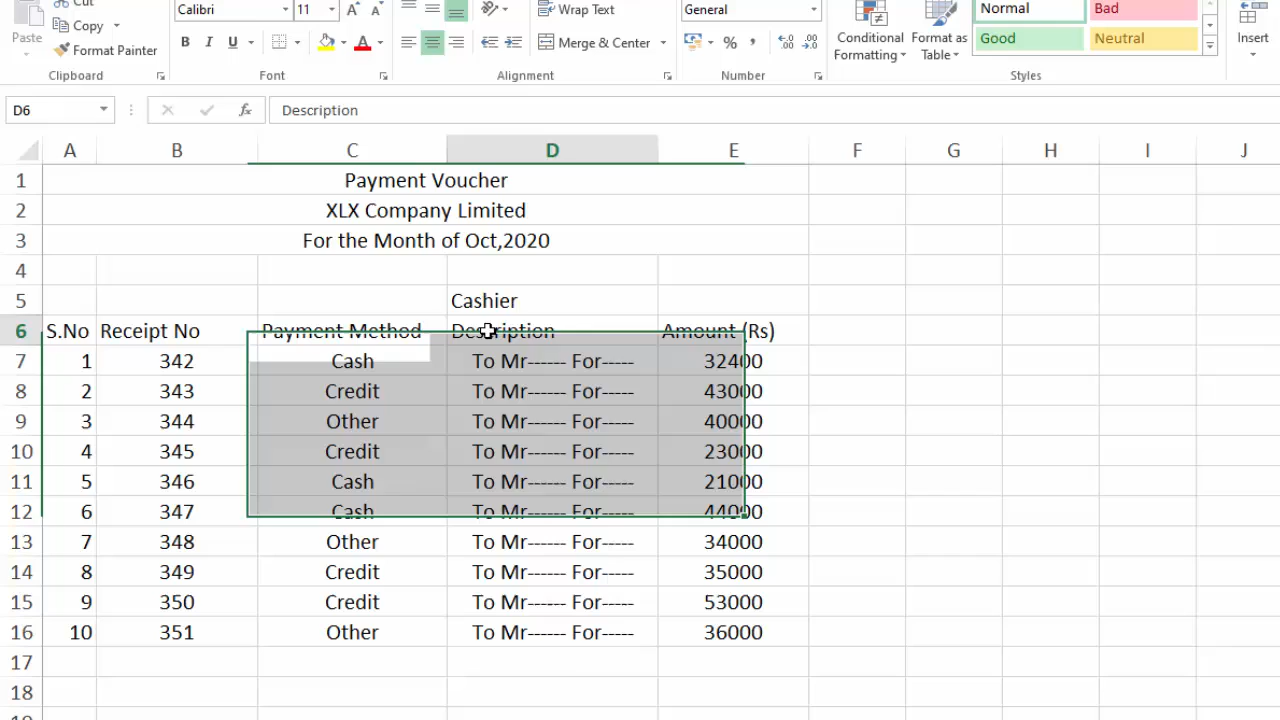 Cut
Calibri 11 Wrap Text General Normal Bad
Paste Copy
Format Painter B I U Merge & Center % , Conditional Formatting Format as Table Good Neutral Insert
Clipboard Font Alignment Number Styles
D6 fx Description
A B C D E F G H I J
1 Payment Voucher
2 XLX Company Limited
3 For the Month of Oct,2020
4
5 Cashier
6 S.No Receipt No Payment Method Description Amount (Rs)
7 1 342 Cash To Mr------ For----- 32400
8 2 343 Credit To Mr------ For----- 43000
9 3 344 Other To Mr------ For----- 40000
10 4 345 Credit To Mr------ For----- 23000
11 5 346 Cash To Mr------ For----- 21000
12 6 347 Cash To Mr------ For-----
13 7 348 Other To Mr------ For----- 34000
14 8 349 Credit To Mr------ For----- 35000
15 9 350 Credit To Mr------ For----- 53000
16 10 351 Other To Mr------ For----- 36000
17
18